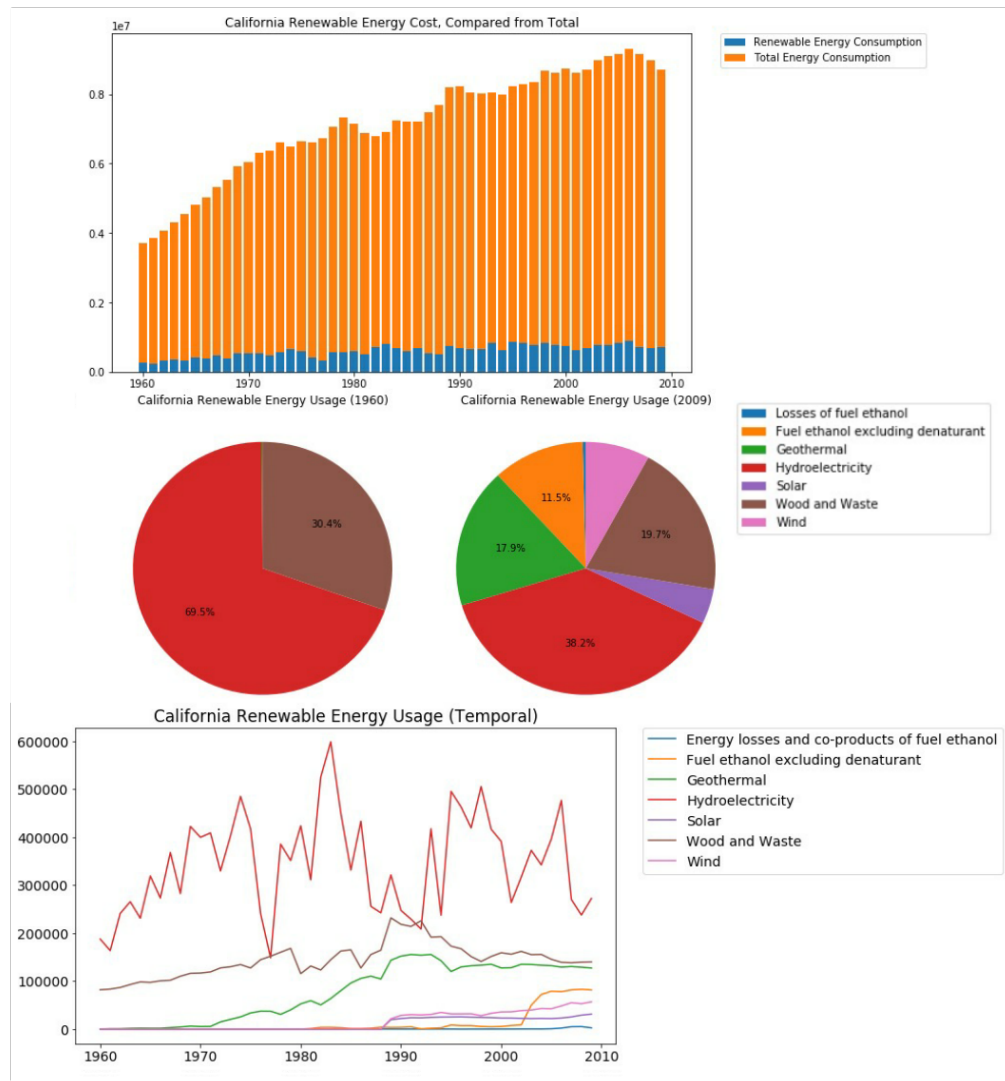 California Renewable Energy Cost, Compared from Total
1e7
Renewable Energy Consumption
Total Energy Consumption
0.8
0.6
0.4
0.2
0.0
1960 1970 1980 1990 2000 2010
California Renewable Energy Usage (1960)
California Renewable Energy Usage (2009)
Losses of fuel ethanol
Fuel ethanol excluding denaturant
Geothermal
Hydroelectricity
Solar
Wood and Waste
Wind
30.4%
69.5%
11.5%
17.9%
19.7%
38.2%
California Renewable Energy Usage (Temporal)
600000
500000
400000
300000
200000
100000
0
1960 1970 1980 1990 2000 2010
Energy losses and co-products of fuel ethanol
Fuel ethanol excluding denaturant
Geothermal
Hydroelectricity
Solar
Wood and Waste
Wind